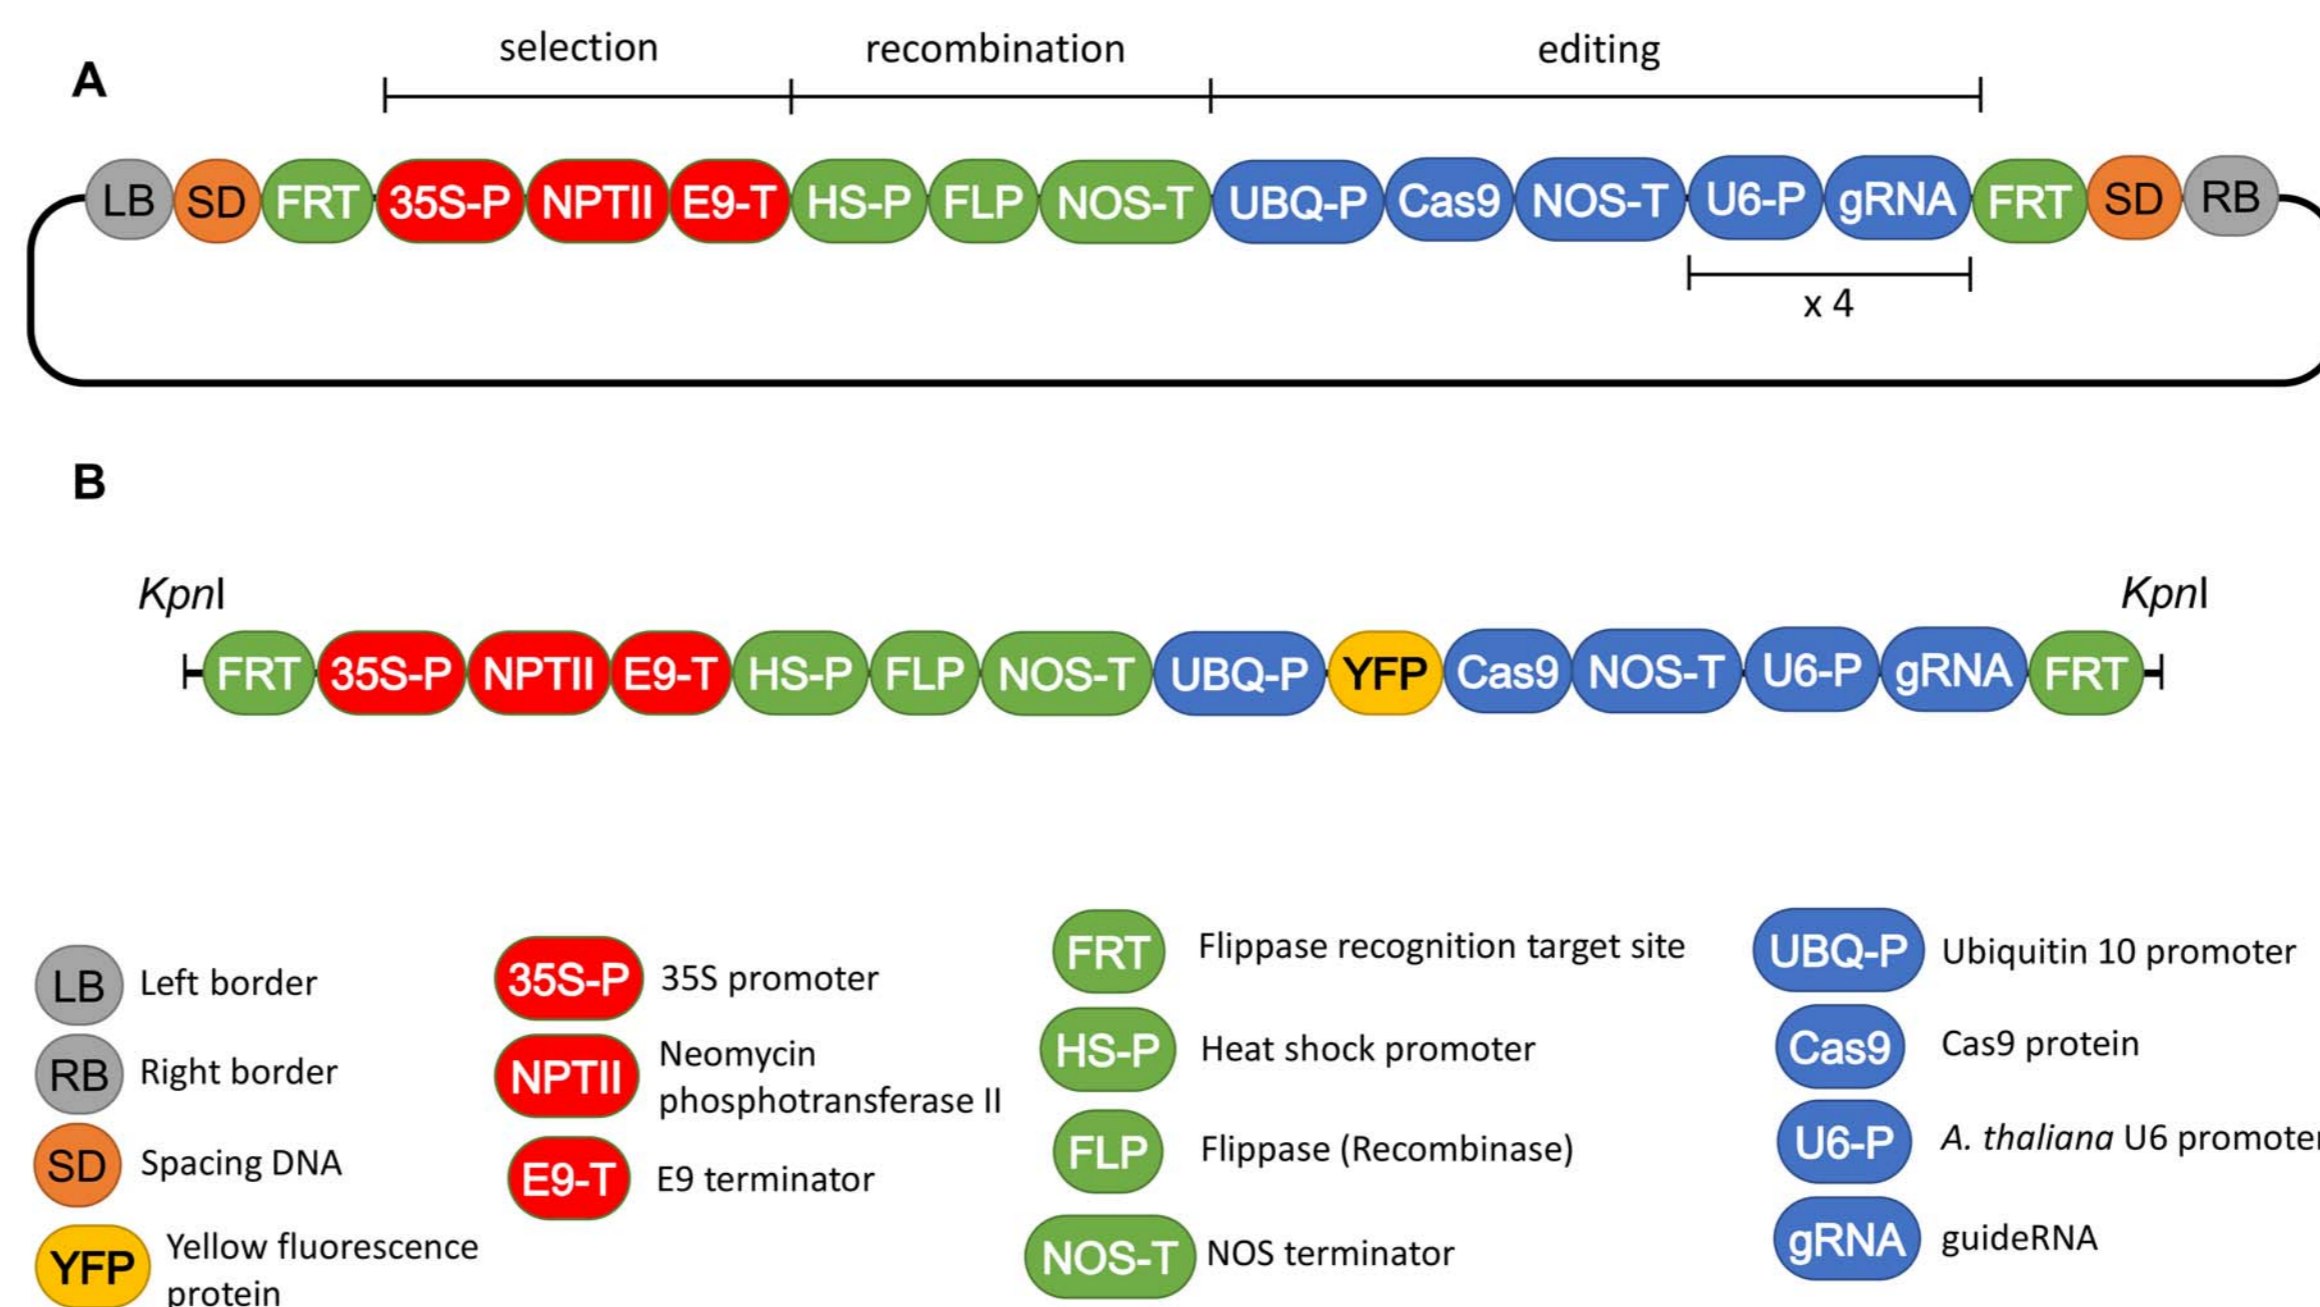 A
selection recombination editing
LB SD FRT 35S-P NPTII E9-T HS-P FLP NOS-T UBQ-P Cas9 NOS-T U6-P gRNA FRT SD RB
x 4
B
KpnI KpnI
FRT 35S-P NPTII E9-T HS-P FLP NOS-T UBQ-P YFP Cas9 NOS-T U6-P gRNA FRT
LB Left border
RB Right border
SD Spacing DNA
YFP Yellow fluorescence
protein
35S-P 35S promoter
NPTII Neomycin
phosphotransferase II
E9-T E9 terminator
FRT Flippase recognition target site
HS-P Heat shock promoter
FLP Flippase (Recombinase)
NOS-T NOS terminator
UBQ-P Ubiquitin 10 promoter
Cas9 Cas9 protein
U6-P A. thaliana U6 promoter
gRNA guideRNA